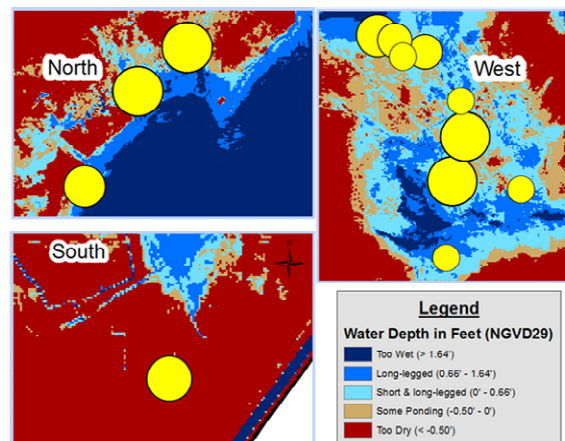 North
West
South
N
Legend
Water Depth in Feet (NGVD29)
Too Wet (> 1.64')
Long-legged (0.66' - 1.64')
Short & long-legged (0' - 0.66')
Some Ponding (-0.50' - 0')
Too Dry (< -0.50')